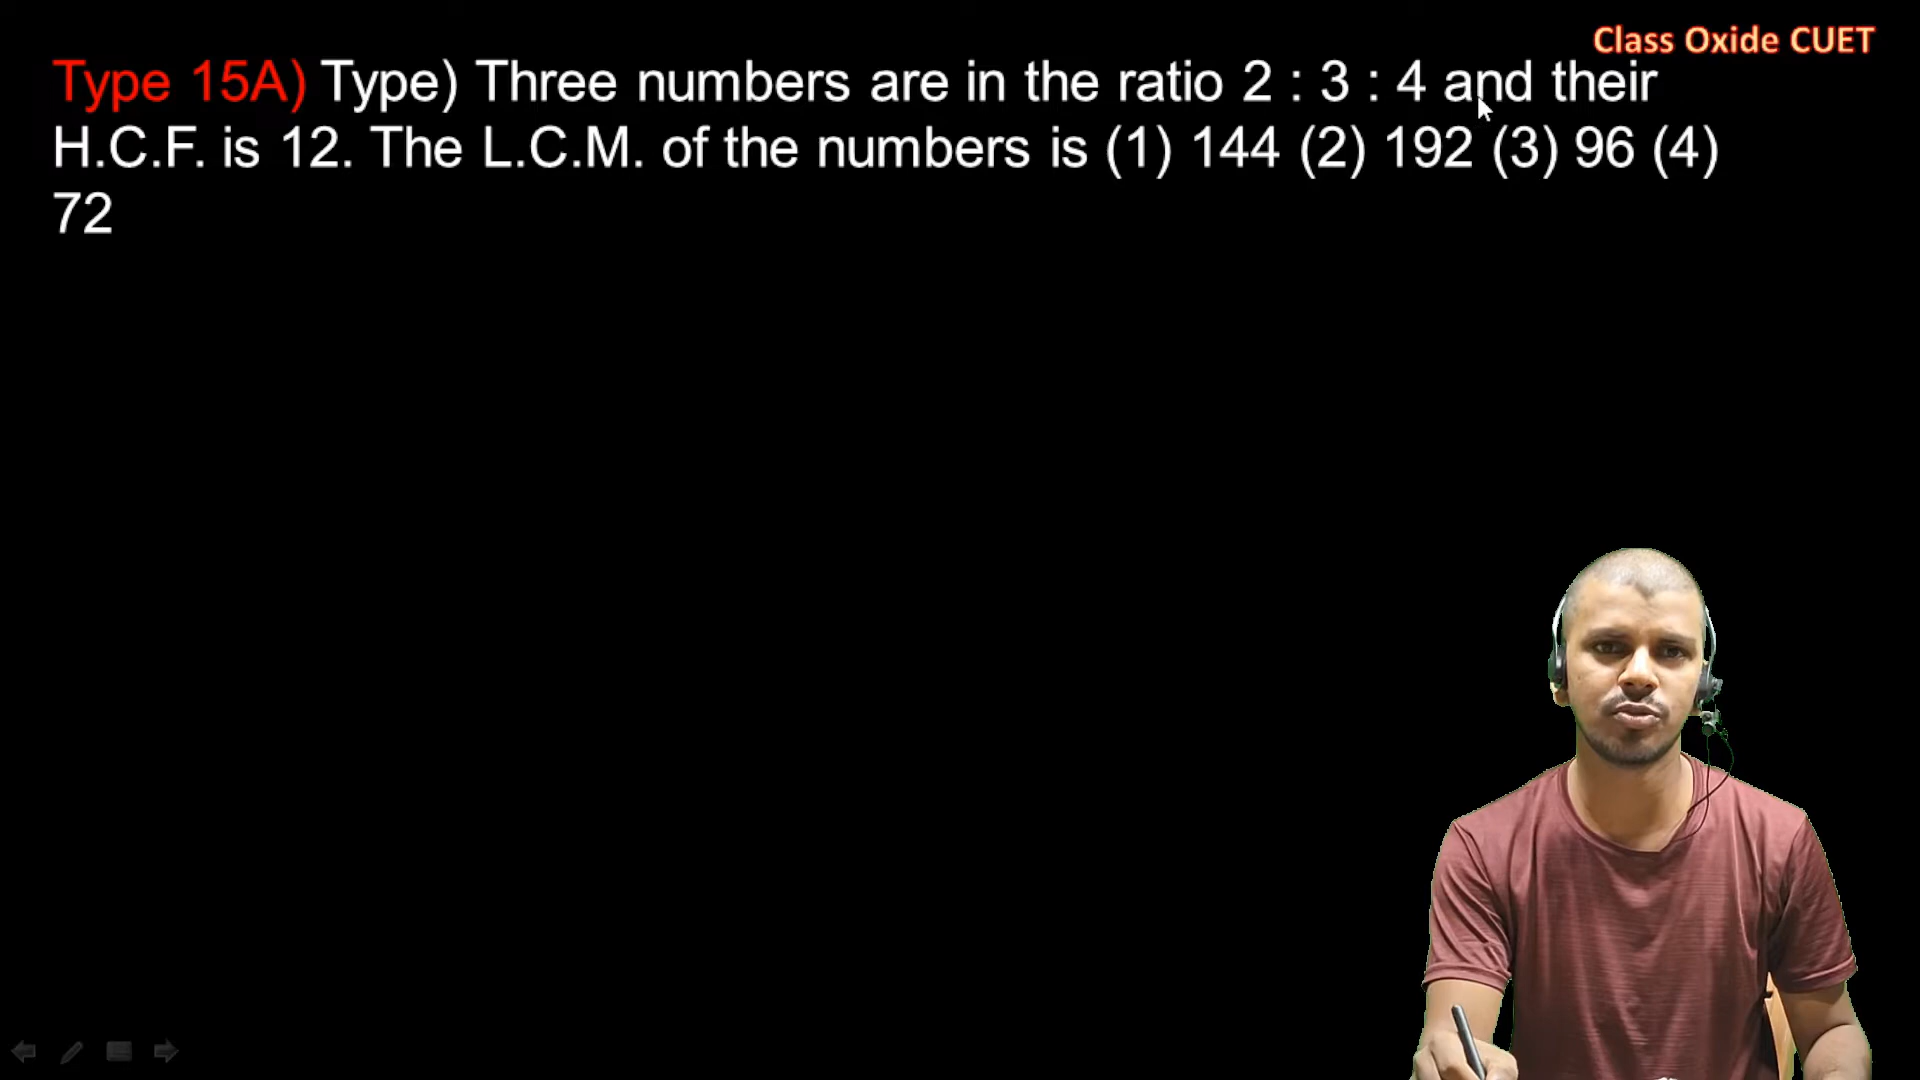 Class Oxide CUET
Type 15A) Type) Three numbers are in the ratio 2 : 3 : 4 and their
H.C.F. is 12. The L.C.M. of the numbers is (1) 144 (2) 192 (3) 96 (4)
72